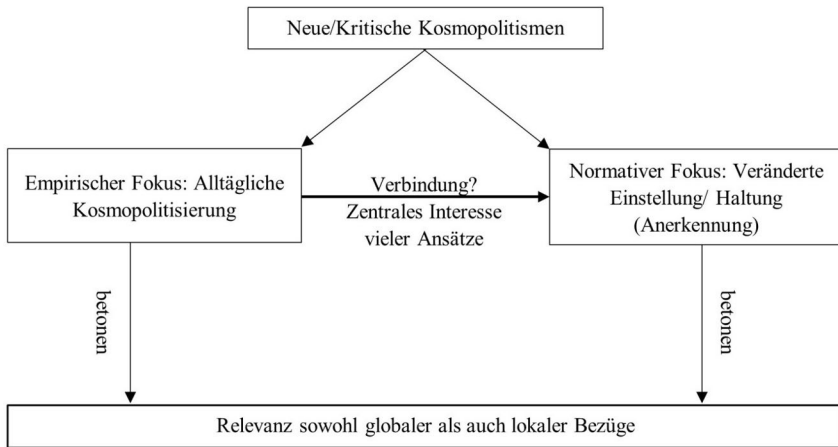 Neue/Kritische Kosmopolitismen
Empirischer Fokus: Alltägliche
Kosmopolitisierung
Verbindung?
Zentrales Interesse
vieler Ansätze
Normativer Fokus: Veränderte
Einstellung/ Haltung
(Anerkennung)
betonen
betonen
Relevanz sowohl globaler als auch lokaler Bezüge